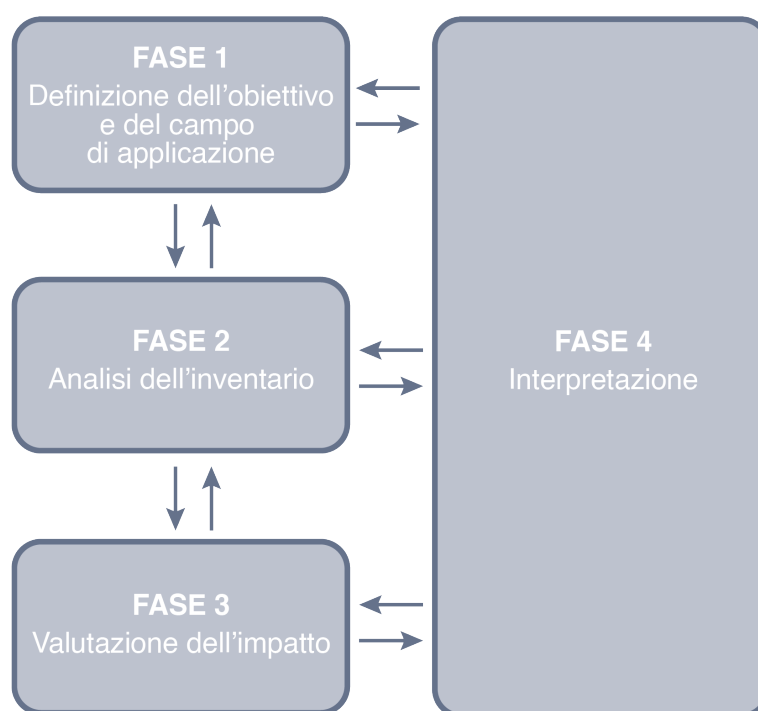 FASE 1
Definizione dell’obiettivo
e del campo
di applicazione
FASE 2
Analisi dell’inventario
FASE 3
Valutazione dell’impatto
FASE 4
Interpretazione